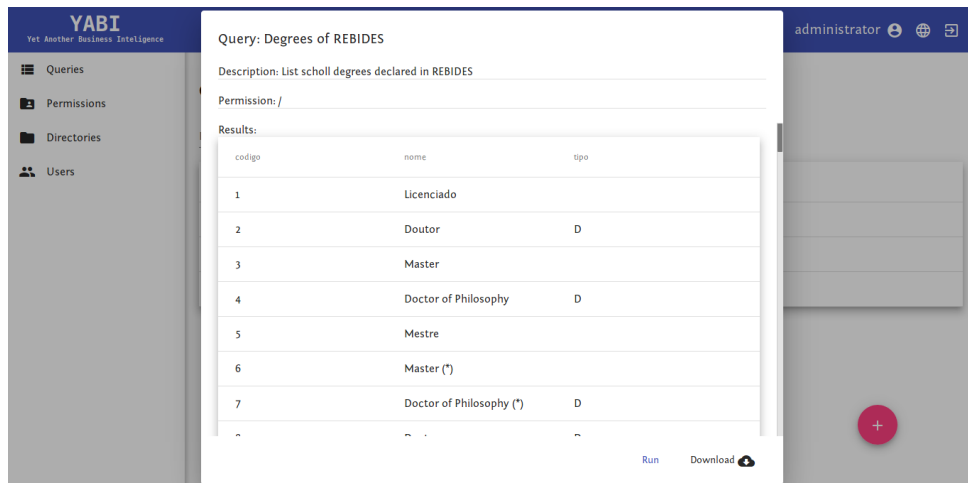 YABI
Yet Another Business Inteligence
administrator
Queries
Permissions
Directories
Users
Query: Degrees of REBIDES
Description: List scholl degrees declared in REBIDES
Permission: /
Results:
codigo nome tipo
1 Licenciado
2 Doutor D
3 Master
4 Doctor of Philosophy D
5 Mestre
6 Master (*)
7 Doctor of Philosophy (*) D
Run Download